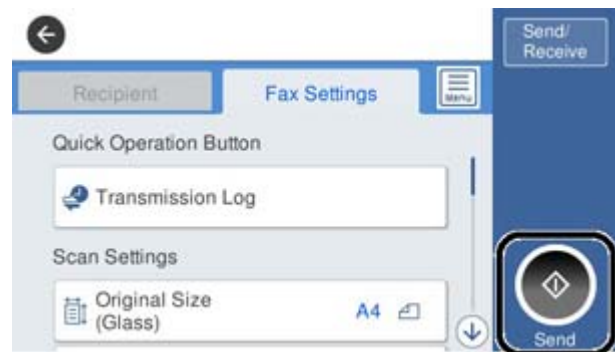 Send/
Receive
Recipient
Fax Settings
Menu
Quick Operation Button
Transmission Log
Scan Settings
Original Size
(Glass)
A4
Send